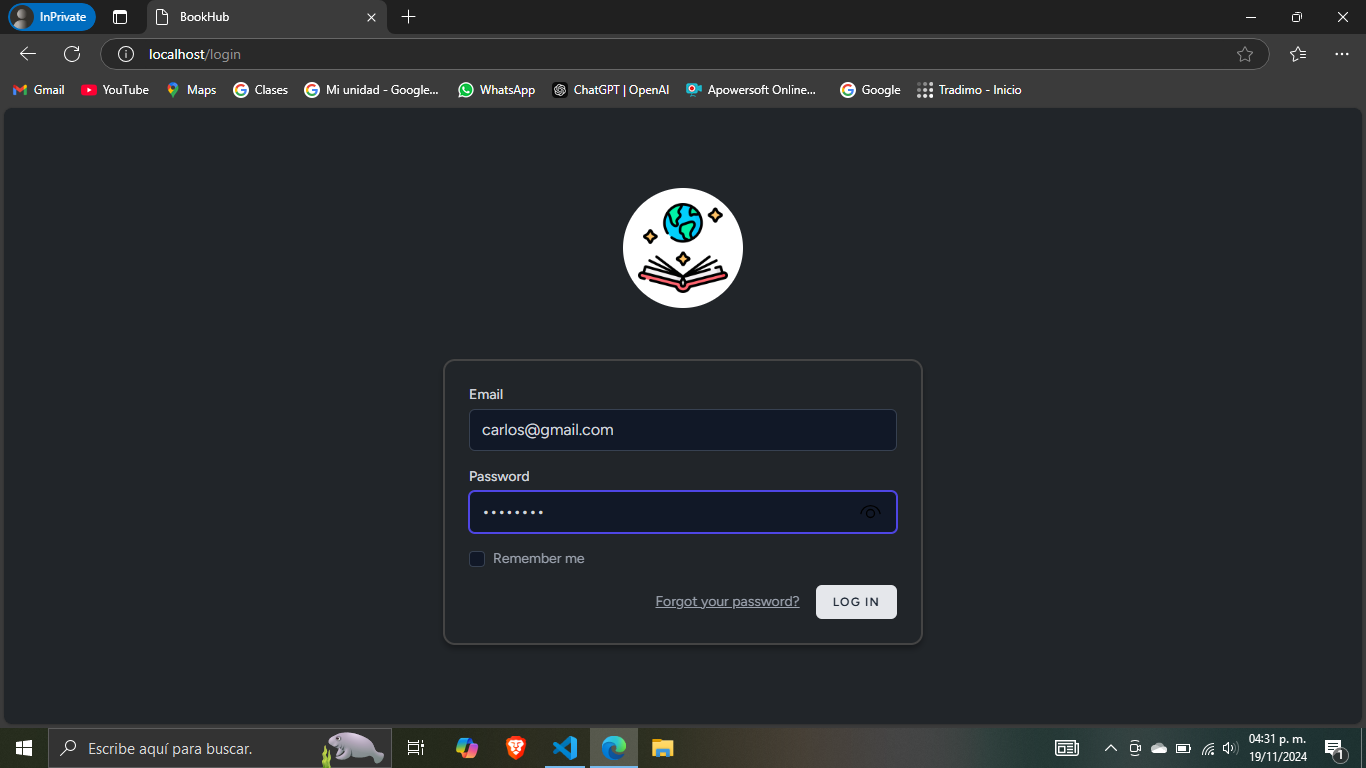 InPrivate
BookHub
localhost/login
Gmail
YouTube
Maps
Clases
Mi unidad - Google...
WhatsApp
ChatGPT | OpenAI
Apowersoft Online...
Google
Tradimo - Inicio
Email
carlos@gmail.com
Password
••••••••
Remember me
Forgot your password?
LOG IN
Escribe aquí para buscar.
04:31 p. m.
19/11/2024
1